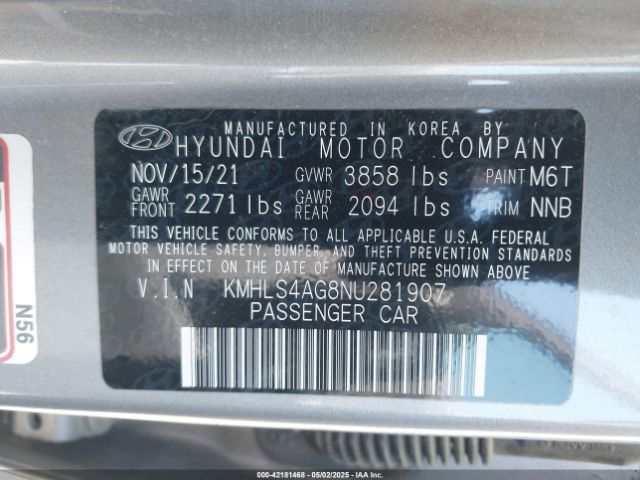 MANUFACTURED IN KOREA BY
HYUNDAI MOTOR COMPANY
NOV/15/21 GVWR 3858 lbs PAINT M6T
GAWR FRONT 2271 lbs GAWR REAR 2094 lbs TRIM NNB
THIS VEHICLE CONFORMS TO ALL APPLICABLE U.S.A. FEDERAL
MOTOR VEHICLE SAFETY, BUMPER, AND THEFT PREVENTION STANDARDS
IN EFFECT ON THE DATE OF MANUFACTURE SHOWN ABOVE
V.I.N KMHLS4AG8NU281907
PASSENGER CAR
N56
000-42181468 - 05/02/2025 - IAA Inc.